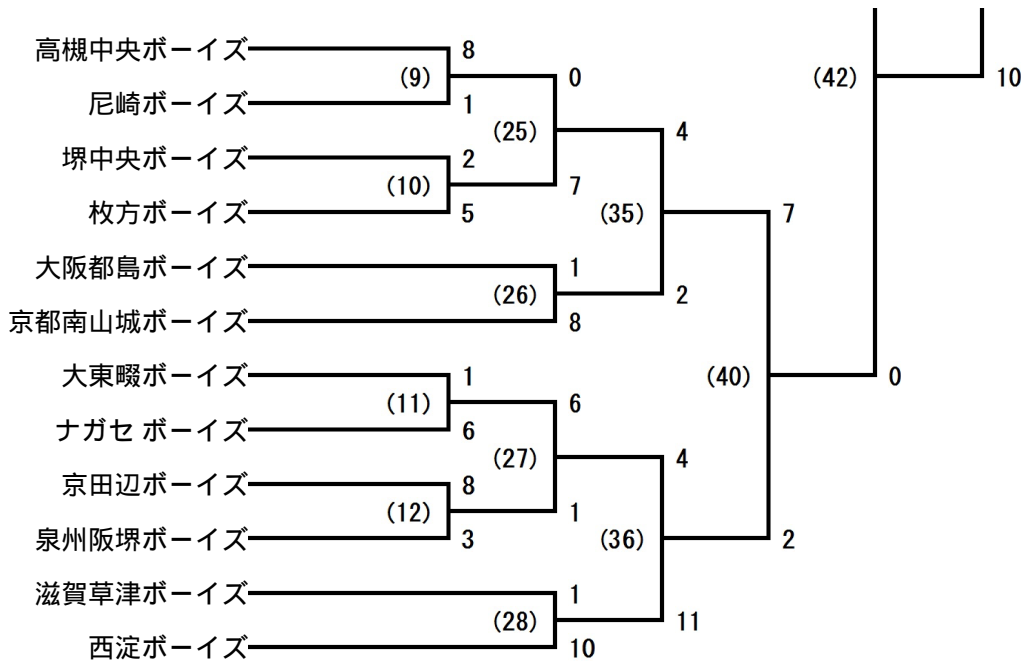 高槻中央ボーイズ 8
(9) 0 (42) 10
尼崎ボーイズ 1
(25) 4
堺中央ボーイズ 2
(10) 7
枚方ボーイズ 5 (35) 7
大阪都島ボーイズ 1
(26) 2
京都南山城ボーイズ 8
大東畷ボーイズ 1 (40) 0
(11) 6
ナガセ ボーイズ 6
(27) 4
京田辺ボーイズ 8
(12) 1
泉州阪堺ボーイズ 3 (36) 2
滋賀草津ボーイズ 1
(28) 11
西淀ボーイズ 10